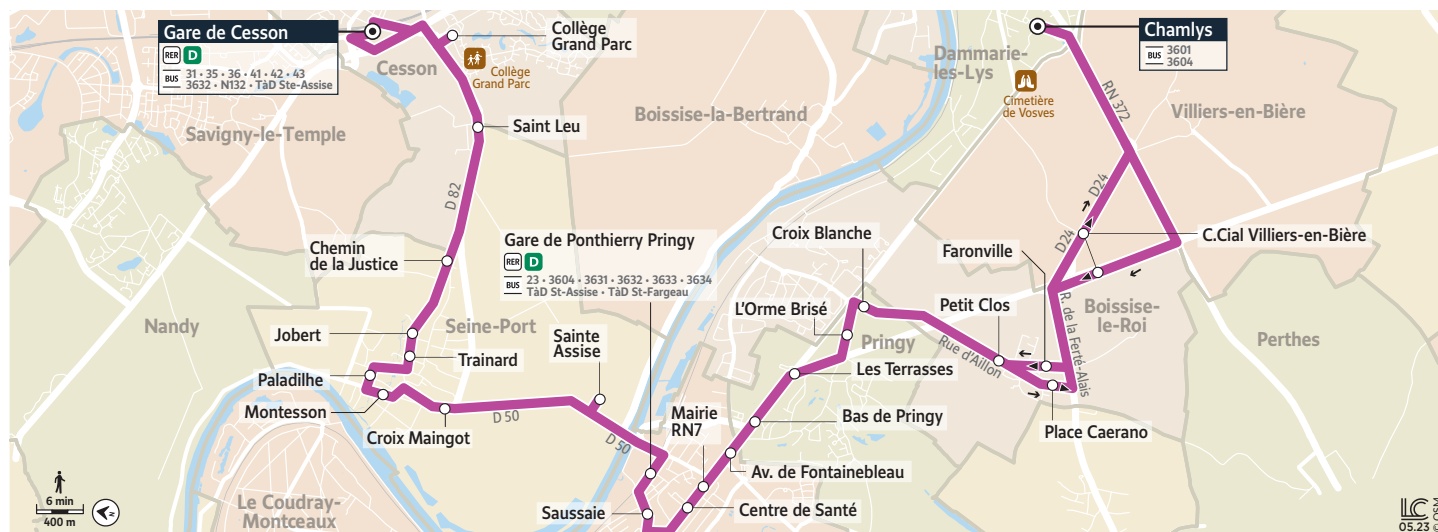 Gare de Cesson
RER D
BUS 31 • 35 • 36 • 41 • 42 • 43
3632 • N132 • TàD Ste-Assise
Collège
Grand Parc
Collège
Grand Parc
Cesson
Savigny-le-Temple
Saint Leu
D 82
Boissise-la-Bertrand
Dammarie-
les-Lys
Cimetière
de Vosves
Chamlys
BUS 3601
3604
RN 372
Villiers-en-Bière
D24
D24
C.Cial Villiers-en-Bière
Chemin
de la Justice
Gare de Ponthierry Pringy
RER D
BUS 23 • 3604 • 3631 • 3632 • 3633 • 3634
TàD St-Assise • TàD St-Fargeau
Croix Blanche
Faronville
Nandy
Jobert
Seine-Port
Sainte
Assise
L'Orme Brisé
Pringy
Petit Clos
R. de la Ferté-Alais
Boissise-
le-Roi
Perthes
Trainard
Paladilhe
Montesson
Croix Maingot
D 50
D 50
Rue d'Aillon
Les Terrasses
Mairie
RN7
Bas de Pringy
Place Caerano
Av. de Fontainebleau
Saussaie
Centre de Santé
Le Coudray-
Montceaux
6 min
400 m
LC
05.23
© OSM